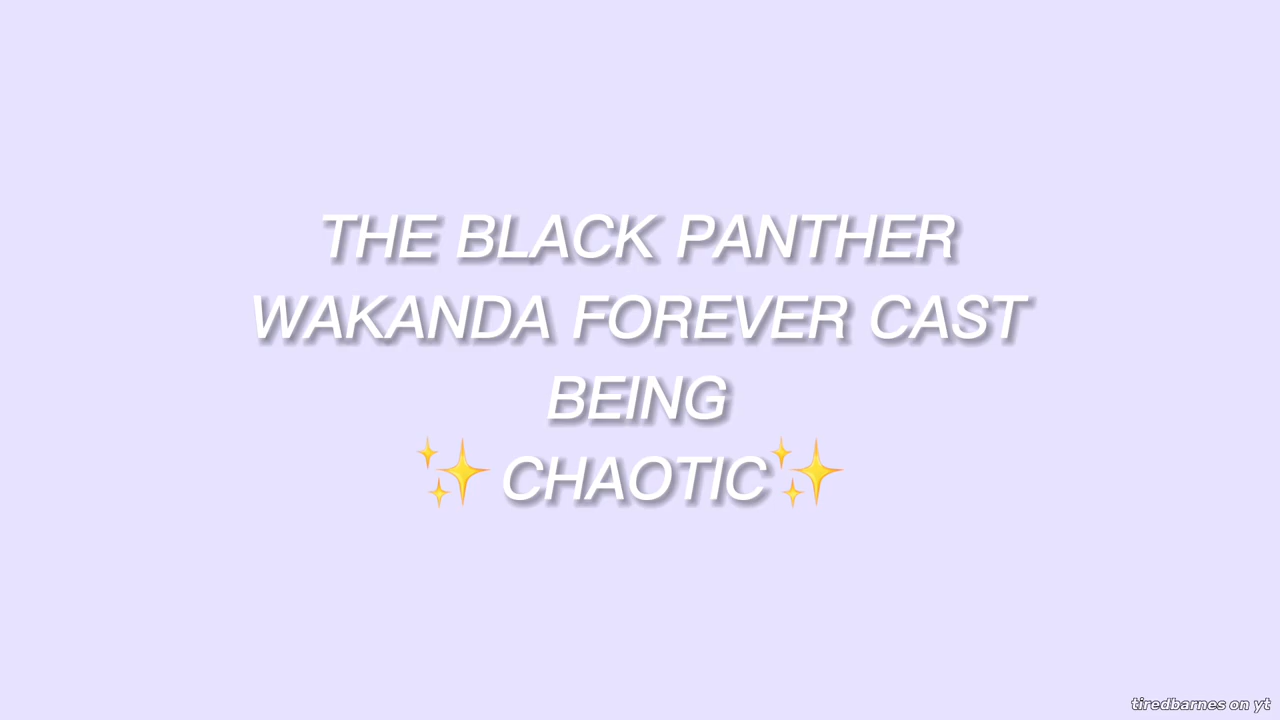 THE BLACK PANTHER
WAKANDA FOREVER CAST
BEING
✨CHAOTIC✨
tiredbarnes on yt